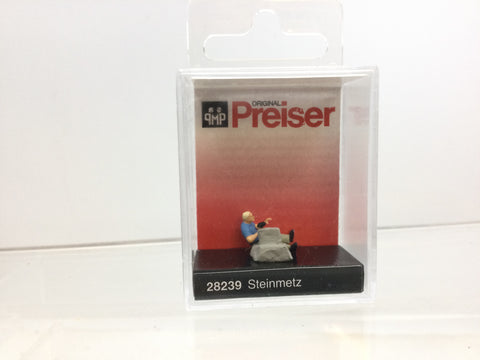 ORIGINAL
PMP Preiser
28239 Steinmetz